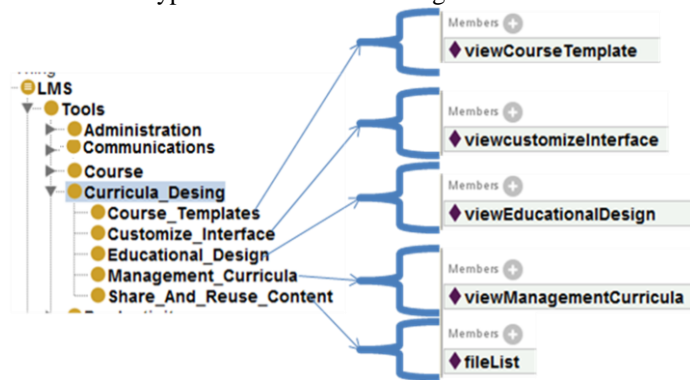 LMS
Tools
Administration
Communications
Course
Curricula_Desing
Course_Templates
Customize_Interface
Educational_Design
Management_Curricula
Share_And_Reuse_Content
Members
viewCourseTemplate
Members
viewcustomizeInterface
Members
viewEducationalDesign
Members
viewManagementCurricula
Members
fileList